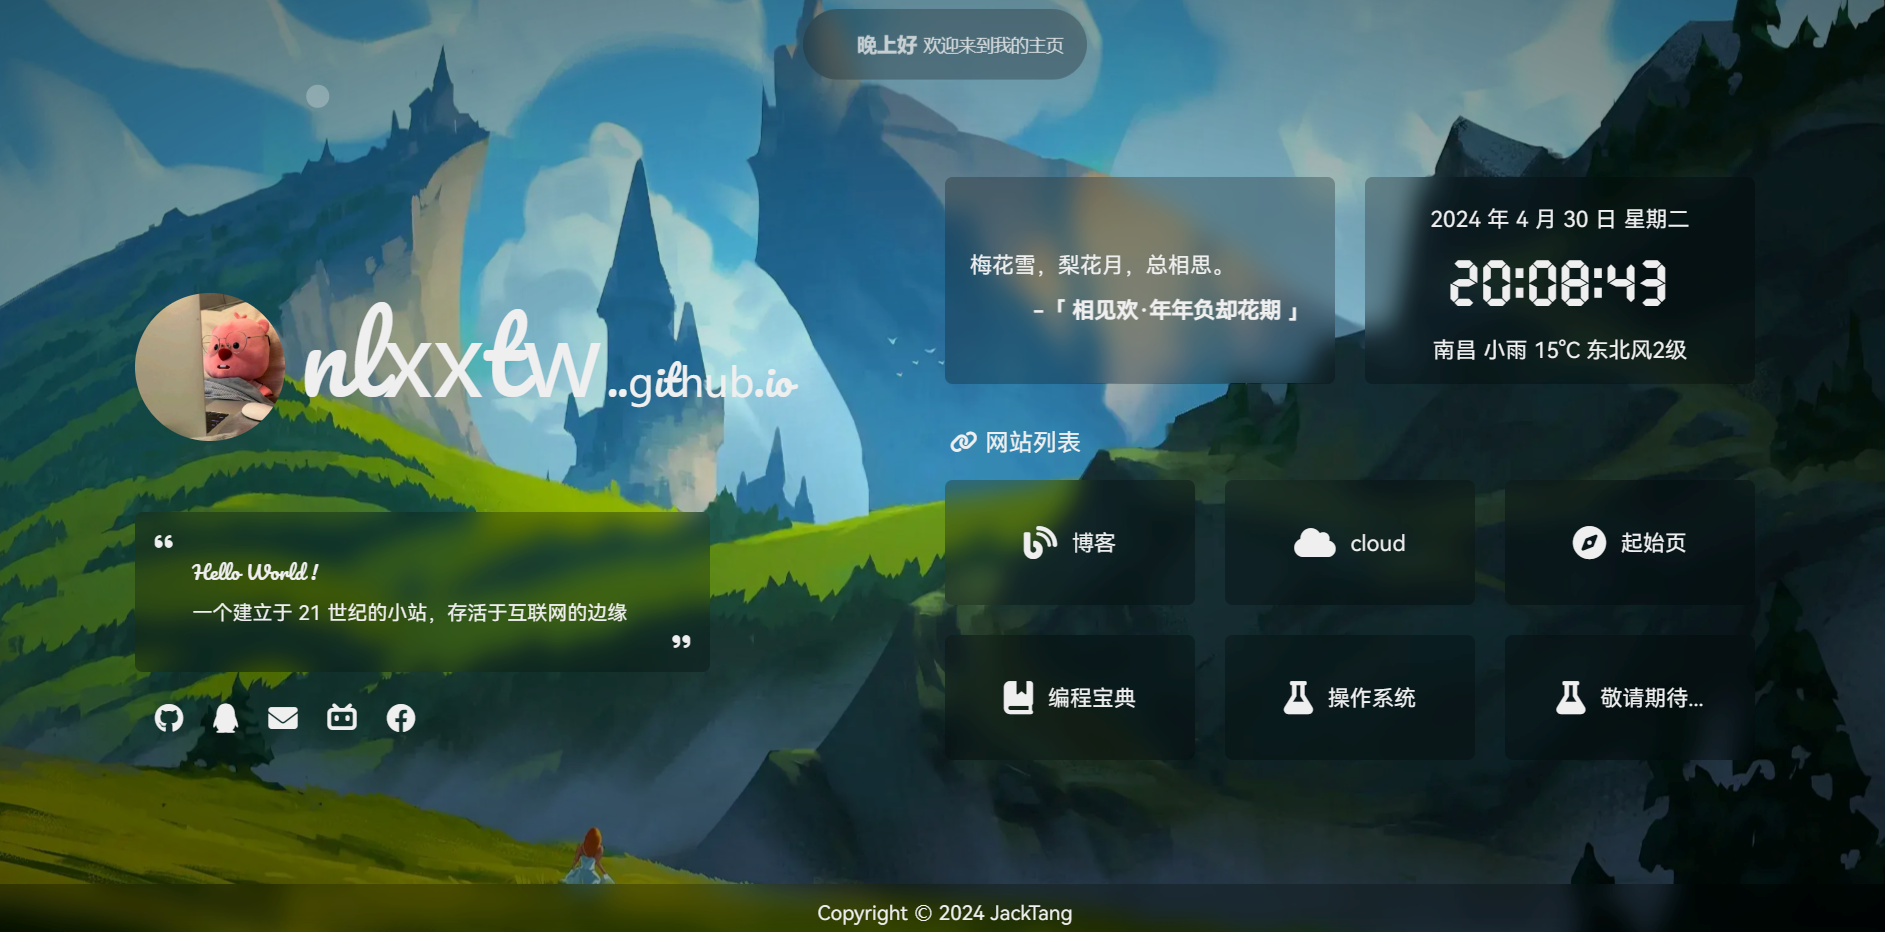 晚上好 欢迎来到我的主页
nlxxtw..github.io
“
Hello World !
一个建立于 21 世纪的小站，存活于互联网的边缘
”
梅花雪，梨花月，总相思。
-「 相见欢·年年负却花期 」
2024 年 4 月 30 日 星期二
20:08:43
南昌 小雨 15℃ 东北风2级
网站列表
博客
cloud
起始页
编程宝典
操作系统
敬请期待...
Copyright © 2024 JackTang